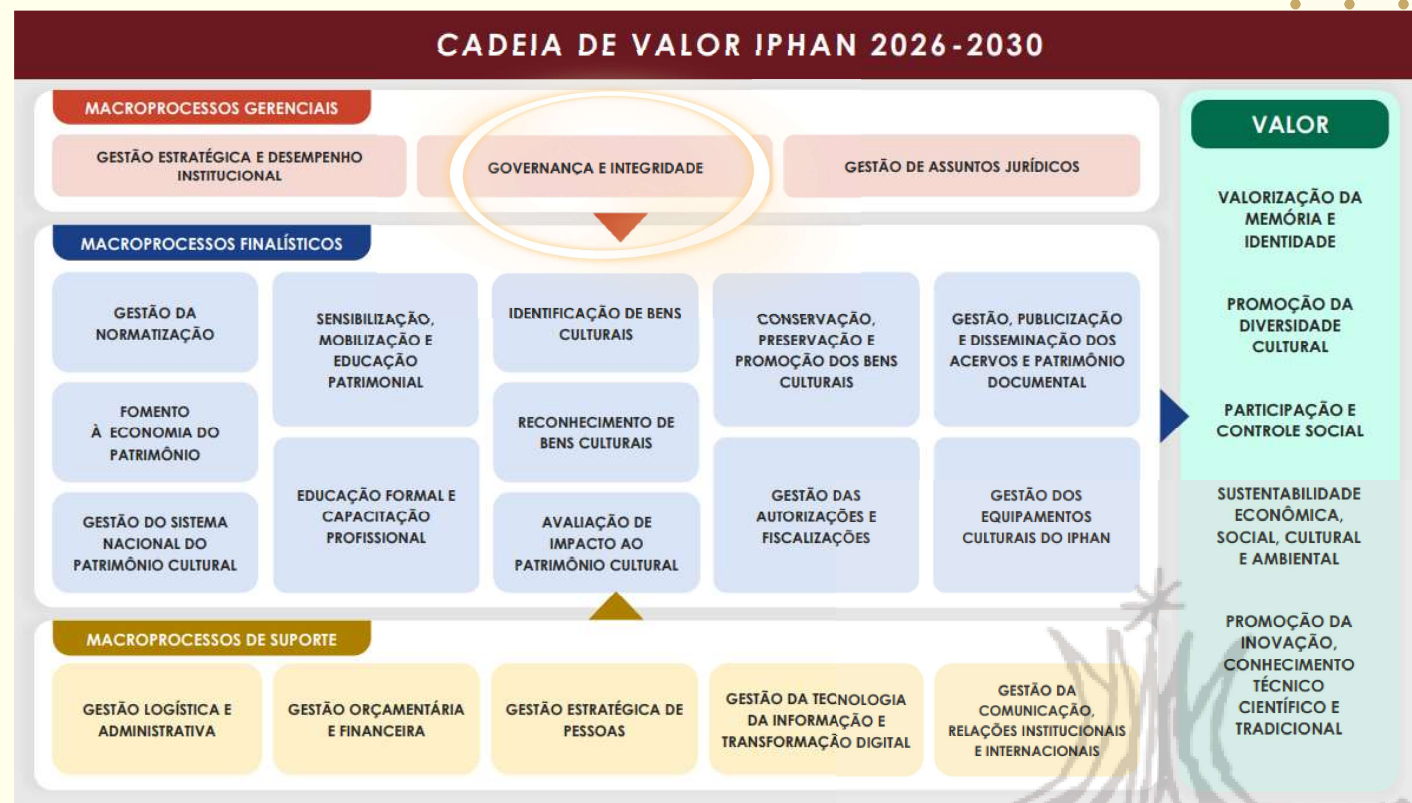 CADEIA DE VALOR IPHAN 2026-2030
MACROPROCESSOS GERENCIAIS
GESTÃO ESTRATÉGICA E DESEMPENHO
INSTITUCIONAL
GOVERNANÇA E INTEGRIDADE
GESTÃO DE ASSUNTOS JURÍDICOS
MACROPROCESSOS FINALÍSTICOS
GESTÃO DA
NORMATIZAÇÃO
FOMENTO
À ECONOMIA DO
PATRIMÔNIO
GESTÃO DO SISTEMA
NACIONAL DO
PATRIMÔNIO CULTURAL
SENSIBILIZAÇÃO,
MOBILIZAÇÃO E
EDUCAÇÃO
PATRIMONIAL
EDUCAÇÃO FORMAL E
CAPACITAÇÃO
PROFISSIONAL
IDENTIFICAÇÃO DE BENS
CULTURAIS
RECONHECIMENTO DE
BENS CULTURAIS
AVALIAÇÃO DE
IMPACTO AO
PATRIMÔNIO CULTURAL
CONSERVAÇÃO,
PRESERVAÇÃO E
PROMOÇÃO DOS BENS
CULTURAIS
GESTÃO DAS
AUTORIZAÇÕES E
FISCALIZAÇÕES
GESTÃO, PUBLICIZAÇÃO
E DISSEMINAÇÃO DOS
ACERVOS E PATRIMÔNIO
DOCUMENTAL
GESTÃO DOS
EQUIPAMENTOS
CULTURAIS DO IPHAN
MACROPROCESSOS DE SUPORTE
GESTÃO LOGÍSTICA E
ADMINISTRATIVA
GESTÃO ORÇAMENTÁRIA
E FINANCEIRA
GESTÃO ESTRATÉGICA DE
PESSOAS
GESTÃO DA TECNOLOGIA
DA INFORMAÇÃO E
TRANSFORMAÇÃO DIGITAL
GESTÃO DA
COMUNICAÇÃO,
RELAÇÕES INSTITUCIONAIS
E INTERNACIONAIS
VALOR
VALORIZAÇÃO DA
MEMÓRIA E
IDENTIDADE
PROMOÇÃO DA
DIVERSIDADE
CULTURAL
PARTICIPAÇÃO E
CONTROLE SOCIAL
SUSTENTABILIDADE
ECONÔMICA,
SOCIAL, CULTURAL
E AMBIENTAL
PROMOÇÃO DA
INOVAÇÃO,
CONHECIMENTO
TÉCNICO
CIENTÍFICO E
TRADICIONAL